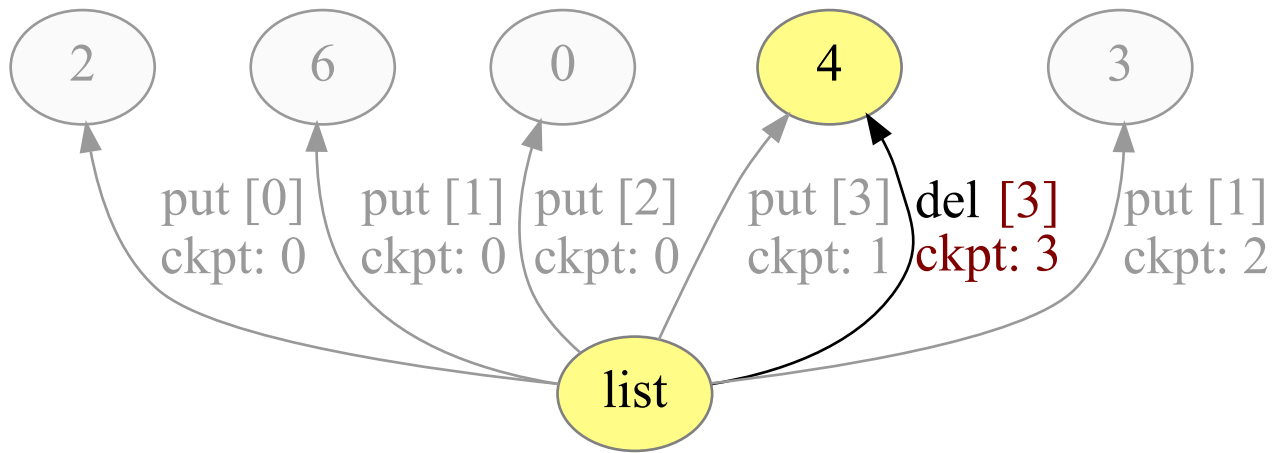 2 6 0 4 3
put [0] put [1] put [2] put [3] del [3] put [1]
ckpt: 0 ckpt: 0 ckpt: 0 ckpt: 1 ckpt: 3 ckpt: 2
list